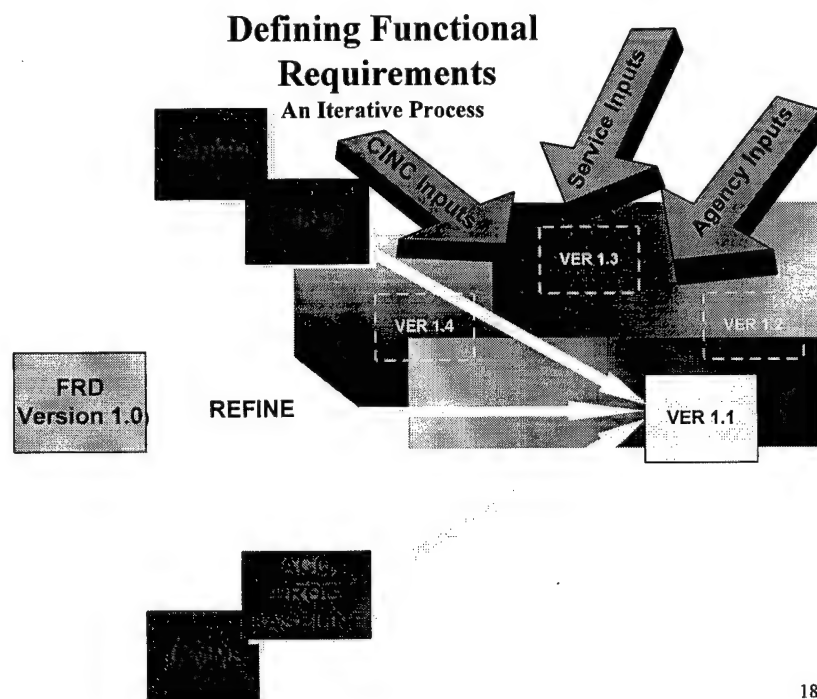 Defining Functional
Requirements
An Iterative Process
CINC Inputs
Service Inputs
Agency Inputs
VER 1.3
VER 1.4
VER 1.2
FRD
Version 1.0
REFINE
VER 1.1
BASELINE
18